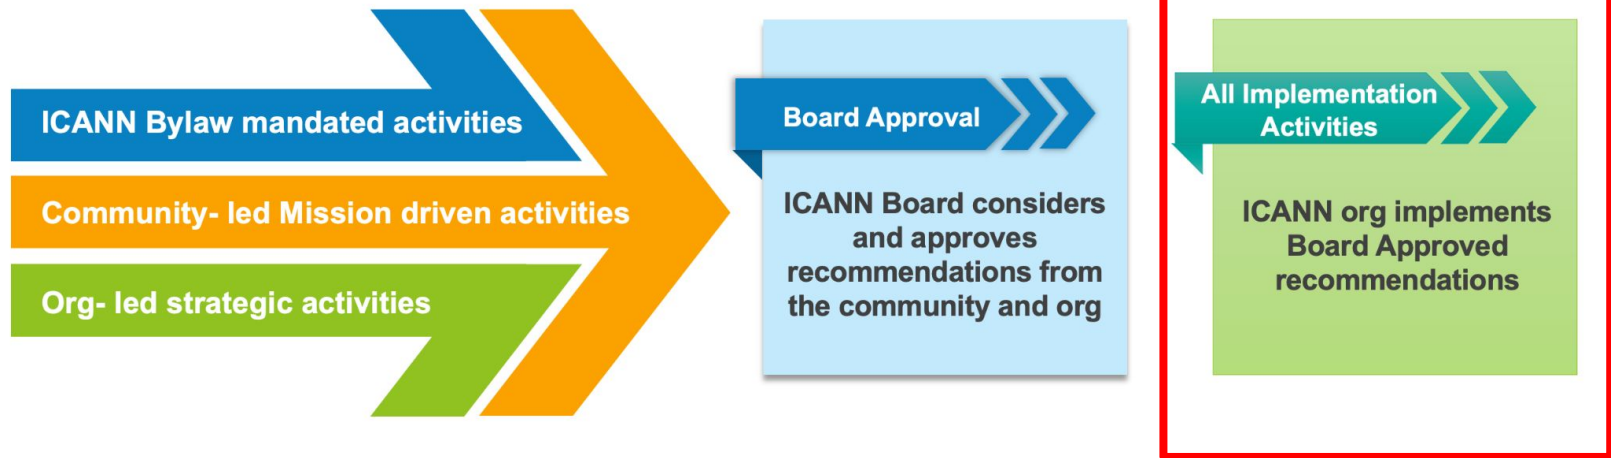 ICANN Bylaw mandated activities
Community- led Mission driven activities
Org- led strategic activities
Board Approval
ICANN Board considers
and approves
recommendations from
the community and org
All Implementation
Activities
ICANN org implements
Board Approved
recommendations